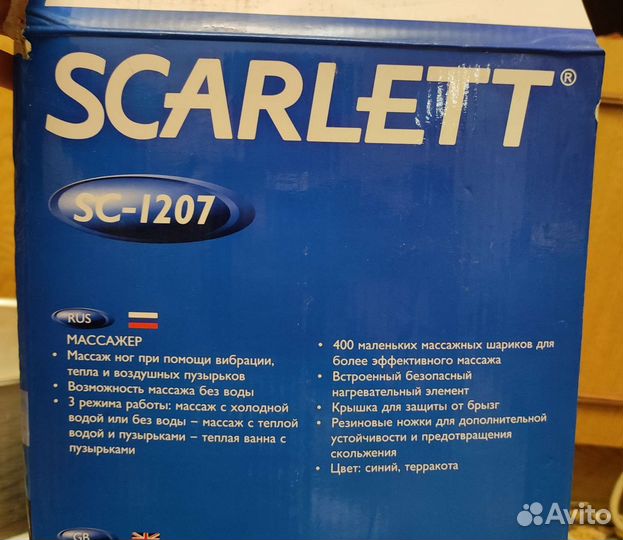 SCARLETT®
SC-1207
RUS
МАССАЖЕР
• Массаж ног при помощи вибрации,
тепла и воздушных пузырьков
• Возможность массажа без воды
• 3 режима работы: массаж с холодной
водой или без воды – массаж с теплой
водой и пузырьками – теплая ванна с
пузырьками
• 400 маленьких массажных шариков для
более эффективного массажа
• Встроенный безопасный
нагревательный элемент
• Крышка для защиты от брызг
• Резиновые ножки для дополнительной
устойчивости и предотвращения
скольжения
• Цвет: синий, терракота
GB
Avito